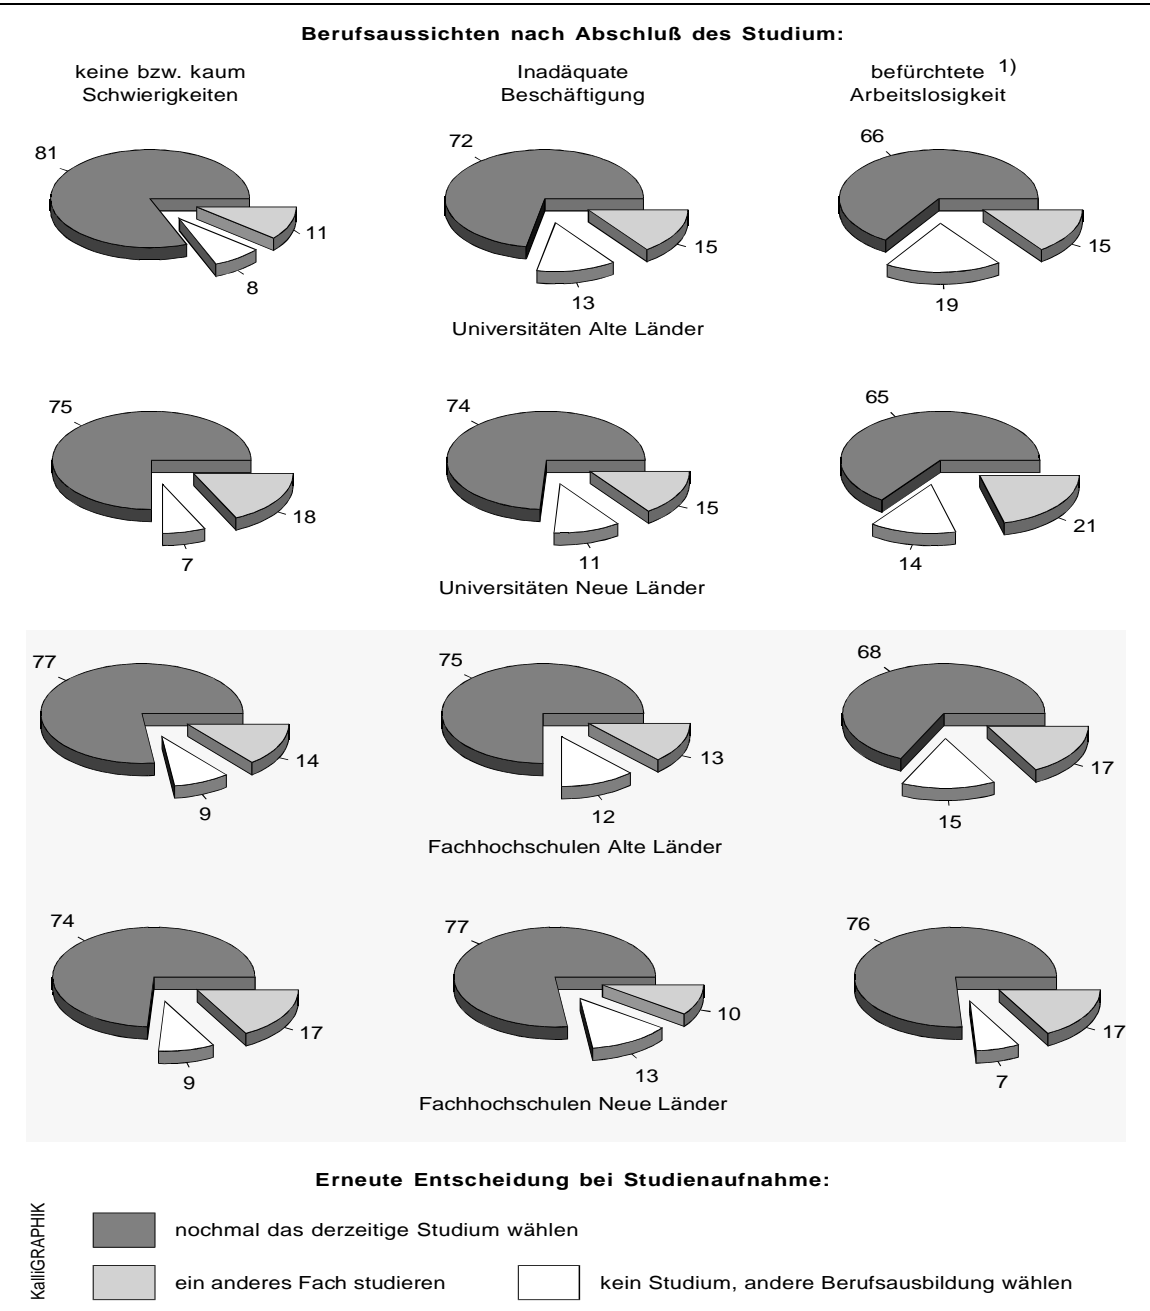 Berufsaussichten nach Abschluß des Studium:
keine bzw. kaum
Schwierigkeiten
Inadäquate
Beschäftigung
befürchtete 1)
Arbeitslosigkeit
81
11
8
72
15
13
66
15
19
Universitäten Alte Länder
75
18
7
74
15
11
65
21
14
Universitäten Neue Länder
77
14
9
75
13
12
68
17
15
Fachhochschulen Alte Länder
74
17
9
77
10
13
76
17
7
Fachhochschulen Neue Länder
Erneute Entscheidung bei Studienaufnahme:
nochmal das derzeitige Studium wählen
ein anderes Fach studieren
kein Studium, andere Berufsausbildung wählen
KalliGRAPHIK